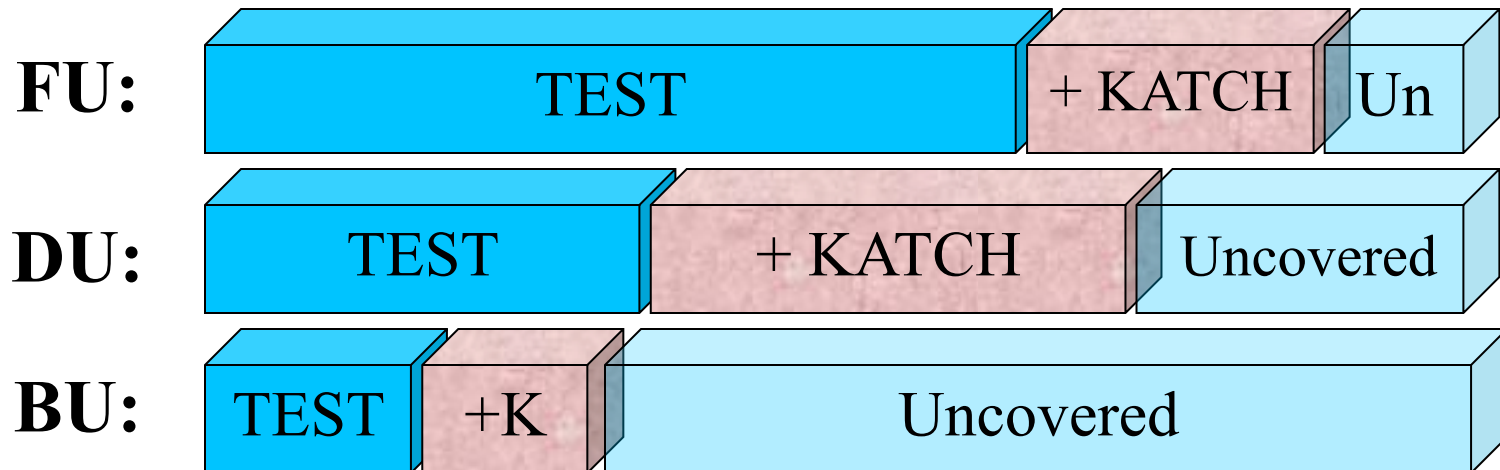 FU: TEST + KATCH Un
DU: TEST + KATCH Uncovered
BU: TEST +K Uncovered